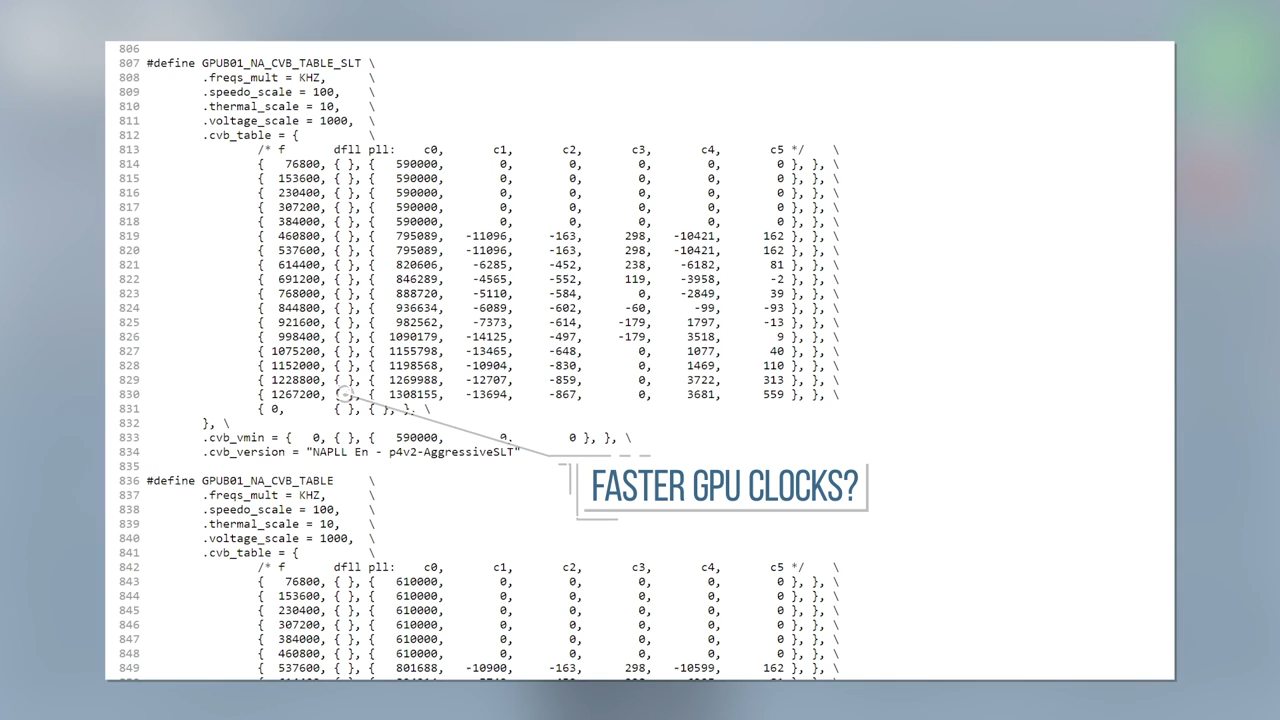 806
807 #define GPUB01_NA_CVB_TABLE_SLT \
808 .freqs_mult = KHZ, \
809 .speedo_scale = 100, \
810 .thermal_scale = 10, \
811 .voltage_scale = 1000, \
812 .cvb_table = { \
813 /* f dfll pll: c0, c1, c2, c3, c4, c5 */ \
814 { 76800, { }, { 590000, 0, 0, 0, 0, 0 }, }, \
815 { 153600, { }, { 590000, 0, 0, 0, 0, 0 }, }, \
816 { 230400, { }, { 590000, 0, 0, 0, 0, 0 }, }, \
817 { 307200, { }, { 590000, 0, 0, 0, 0, 0 }, }, \
818 { 384000, { }, { 590000, 0, 0, 0, 0, 0 }, }, \
819 { 460800, { }, { 795089, -11096, -163, 298, -10421, 162 }, }, \
820 { 537600, { }, { 795089, -11096, -163, 298, -10421, 162 }, }, \
821 { 614400, { }, { 820606, -6285, -452, 238, -6182, 81 }, }, \
822 { 691200, { }, { 846289, -4565, -552, 119, -3958, -2 }, }, \
823 { 768000, { }, { 888720, -5110, -584, 0, -2849, 39 }, }, \
824 { 844800, { }, { 936634, -6089, -602, -60, -99, -93 }, }, \
825 { 921600, { }, { 982562, -7373, -614, -179, 1797, -13 }, }, \
826 { 998400, { }, { 1090179, -14125, -497, -179, 3518, 9 }, }, \
827 { 1075200, { }, { 1155798, -13465, -648, 0, 1077, 40 }, }, \
828 { 1152000, { }, { 1198568, -10904, -830, 0, 1469, 110 }, }, \
829 { 1228800, { }, { 1269988, -12707, -859, 0, 3722, 313 }, }, \
830 { 1267200, { }, { 1308155, -13694, -867, 0, 3681, 559 }, }, \
831 { 0, { }, { }, }, \
832 }, \
833 .cvb_vmin = { 0, { }, { 590000, 0, 0 }, }, \
834 .cvb_version = "NAPLL En - p4v2-AggressiveSLT"
835
FASTER GPU CLOCKS?
836 #define GPUB01_NA_CVB_TABLE \
837 .freqs_mult = KHZ, \
838 .speedo_scale = 100, \
839 .thermal_scale = 10, \
840 .voltage_scale = 1000, \
841 .cvb_table = { \
842 /* f dfll pll: c0, c1, c2, c3, c4, c5 */ \
843 { 76800, { }, { 610000, 0, 0, 0, 0, 0 }, }, \
844 { 153600, { }, { 610000, 0, 0, 0, 0, 0 }, }, \
845 { 230400, { }, { 610000, 0, 0, 0, 0, 0 }, }, \
846 { 307200, { }, { 610000, 0, 0, 0, 0, 0 }, }, \
847 { 384000, { }, { 610000, 0, 0, 0, 0, 0 }, }, \
848 { 460800, { }, { 610000, 0, 0, 0, 0, 0 }, }, \
849 { 537600, { }, { 801688, -10900, -163, 298, -10599, 162 }, }, \